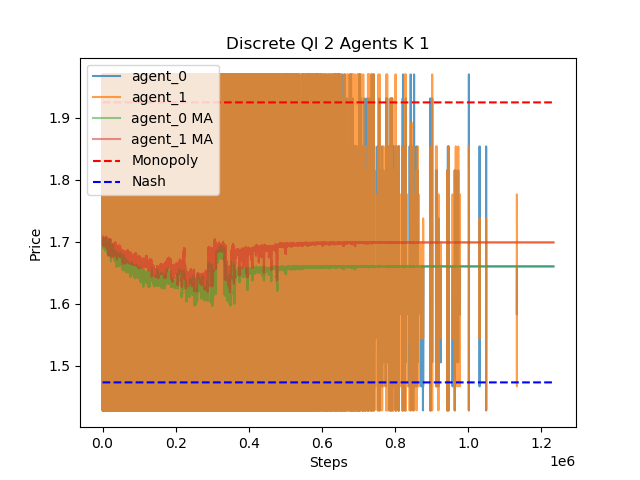 Discrete QI 2 Agents K 1
agent_0
agent_1
agent_0 MA
agent_1 MA
Monopoly
Nash
Price
1.9
1.8
1.7
1.6
1.5
0.0 0.2 0.4 0.6 0.8 1.0 1.2
Steps
1e6